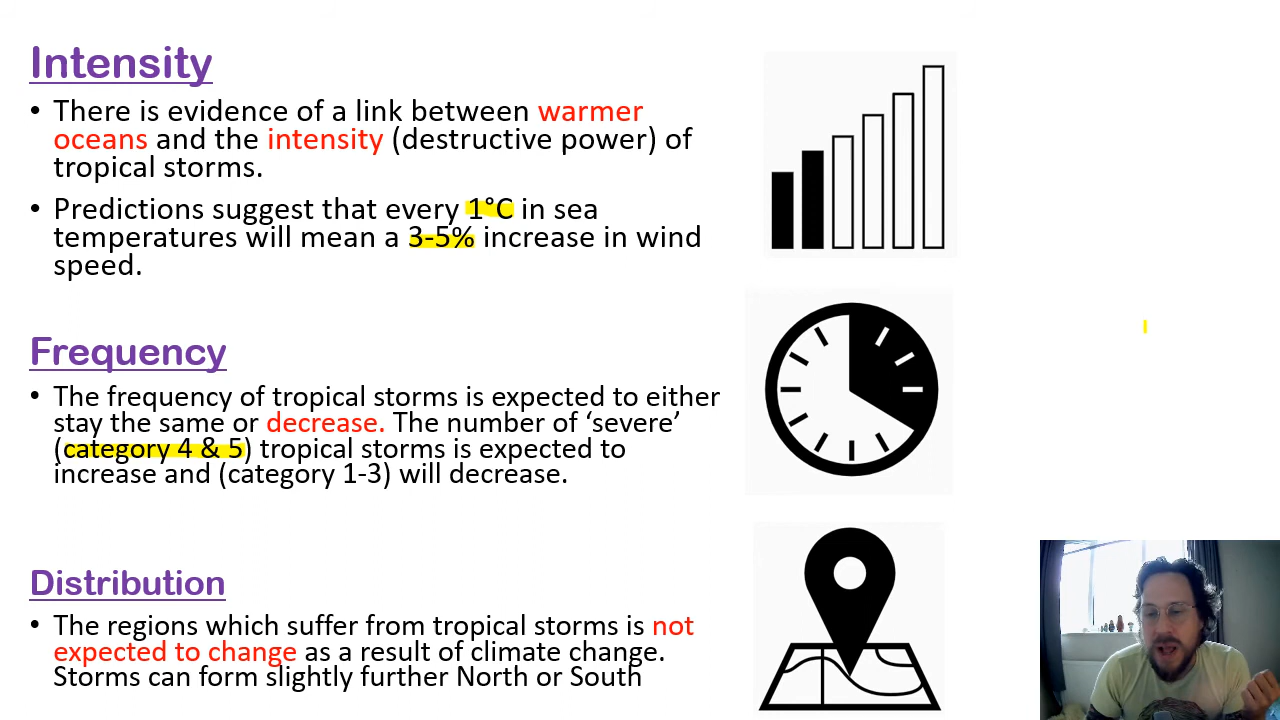 Intensity
• There is evidence of a link between warmer
oceans and the intensity (destructive power) of
tropical storms.
• Predictions suggest that every 1°C in sea
temperatures will mean a 3-5% increase in wind
speed.
Frequency
• The frequency of tropical storms is expected to either
stay the same or decrease. The number of ‘severe’
(category 4 & 5) tropical storms is expected to
increase and (category 1-3) will decrease.
Distribution
• The regions which suffer from tropical storms is not
expected to change as a result of climate change.
Storms can form slightly further North or South